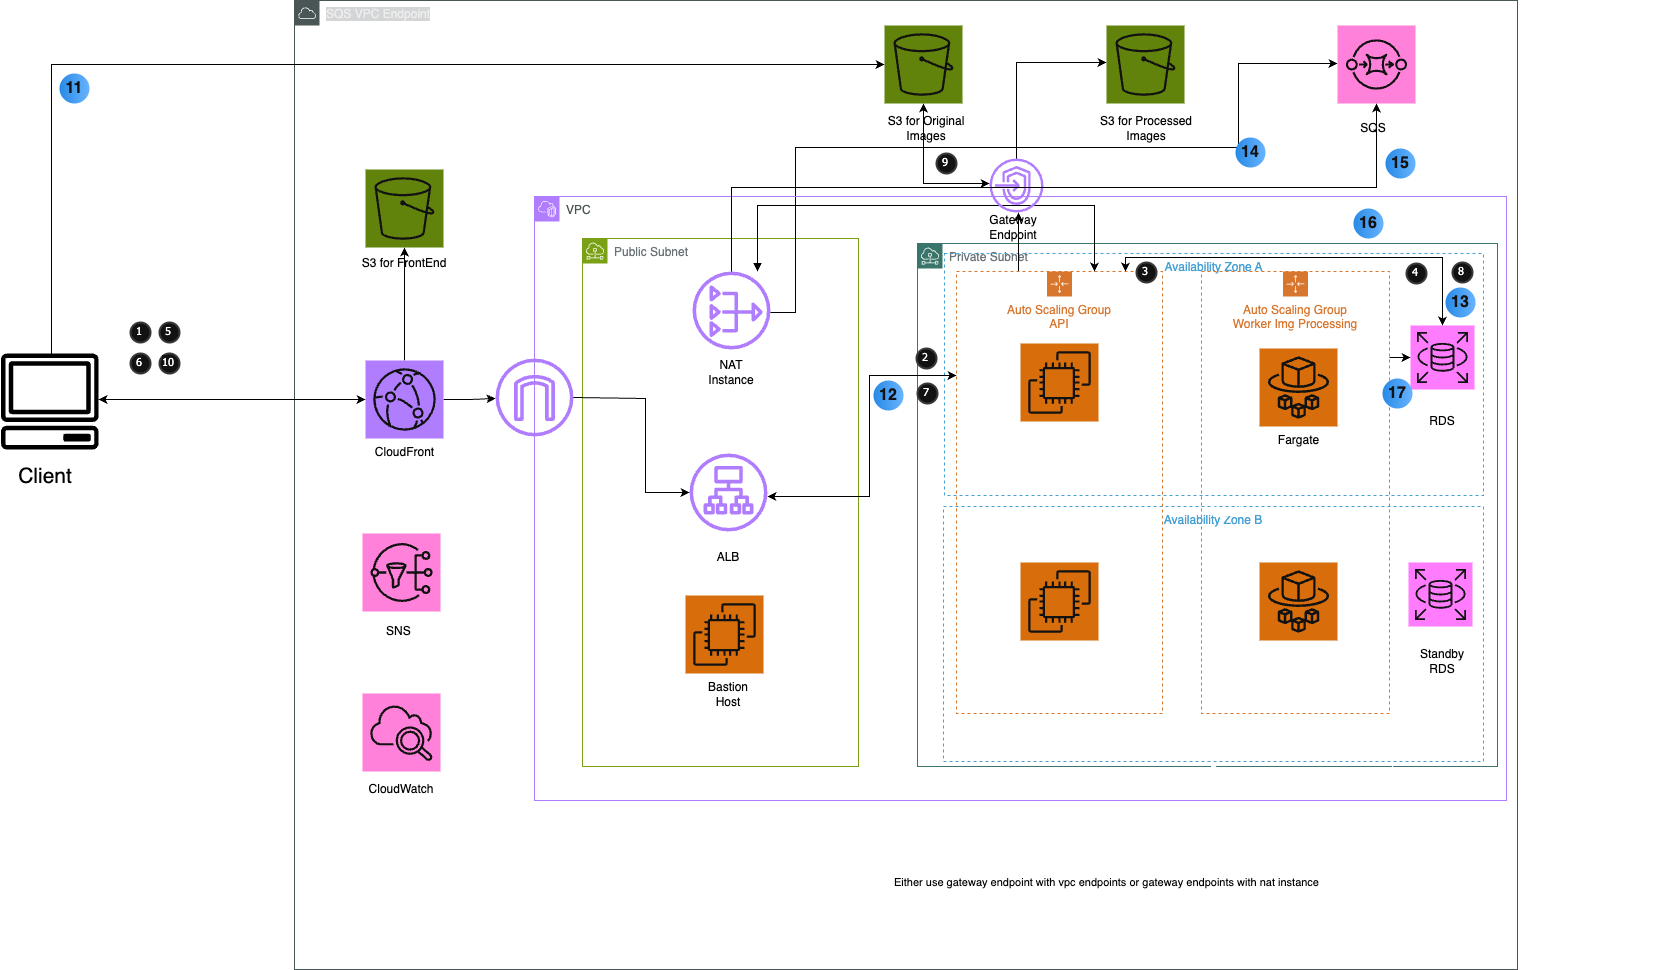 SQS VPC Endpoint
11
S3 for Original
Images
S3 for Processed
Images
SQS
14
15
9
VPC
Gateway
Endpoint
16
S3 for FrontEnd
Public Subnet
Private Subnet
Availability Zone A
3
4
8
13
Auto Scaling Group
API
Auto Scaling Group
Worker Img Processing
1
5
6
10
NAT
Instance
2
7
12
17
RDS
Fargate
CloudFront
Client
Availability Zone B
ALB
SNS
Standby
RDS
Bastion
Host
CloudWatch
Either use gateway endpoint with vpc endpoints or gateway endpoints with nat instance